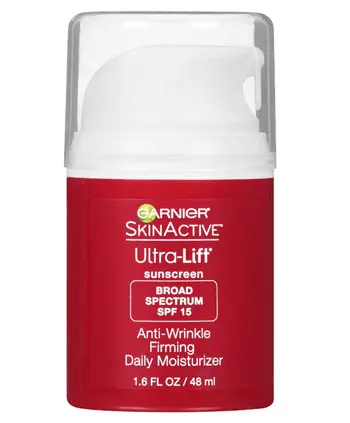 GARNIER®
SKINACTIVE™
Ultra-Lift®
sunscreen
BROAD
SPECTRUM
SPF 15
Anti-Wrinkle
Firming
Daily Moisturizer
1.6 FL OZ / 48 ml